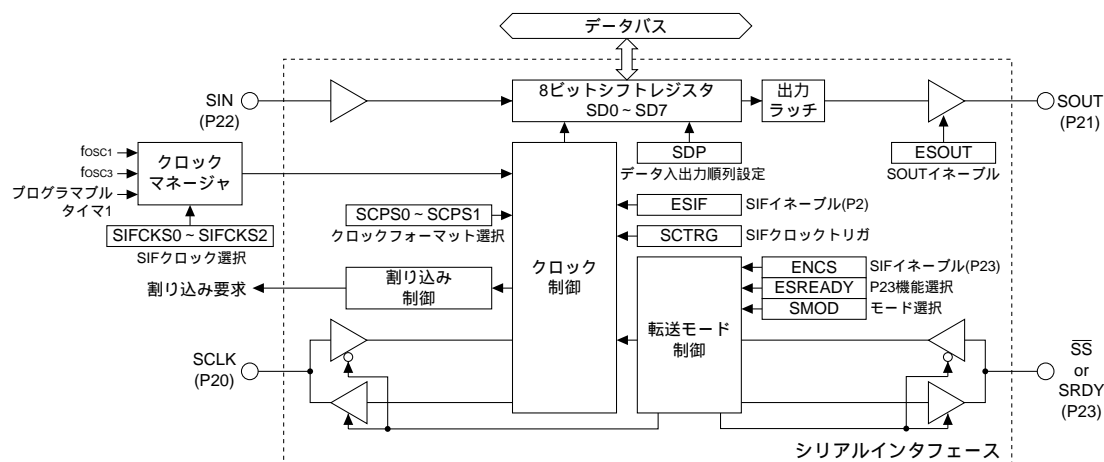 データバス
SIN
(P22)
8ビットシフトレジスタ
SD0 ~ SD7
出力
ラッチ
SOUT
(P21)
SDP
データ入出力順列設定
ESOUT
SOUTイネーブル
fOSC1
fOSC3
プログラマブル
タイマ1
クロック
マネージャ
SIFCKS0 ~ SIFCKS2
SIFクロック選択
SCPS0 ~ SCPS1
クロックフォーマット選択
ESIF
SIFイネーブル(P2)
SCTRG
SIFクロックトリガ
クロック
制御
ENCS
SIFイネーブル(P23)
ESREADY
P23機能選択
SMOD
モード選択
割り込み要求
割り込み
制御
転送モード
制御
SCLK
(P20)
SS
or
SRDY
(P23)
シリアルインタフェース